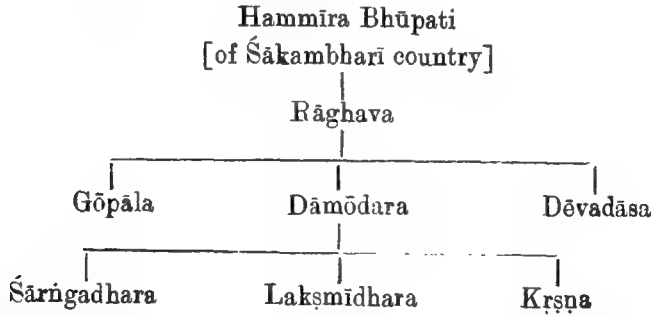 Hammīra Bhūpati
[of Śākambharī country]
Rāghava
Gōpāla Dāmōdara Dēvadāsa
Śārṅgadhara Lakṣmīdhara Kṛṣṇa